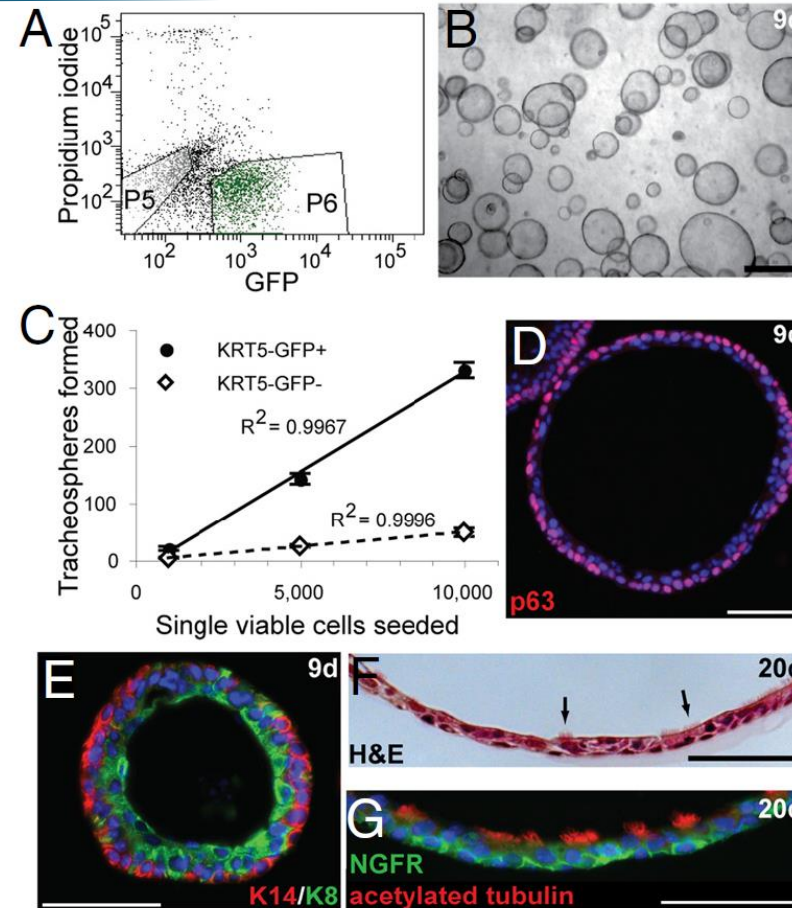 A
Propidium iodide
10^5
10^4
10^3
10^2
P5
P6
10^2 10^3 10^4 10^5
GFP
B
C
Tracheospheres formed
400
300
200
100
0
KRT5-GFP+
KRT5-GFP-
R^2 = 0.9967
R^2 = 0.9996
0 5,000 10,000
Single viable cells seeded
D
p63
E
9d
K14/K8
F
H&E
G
NGFR
acetylated tubulin